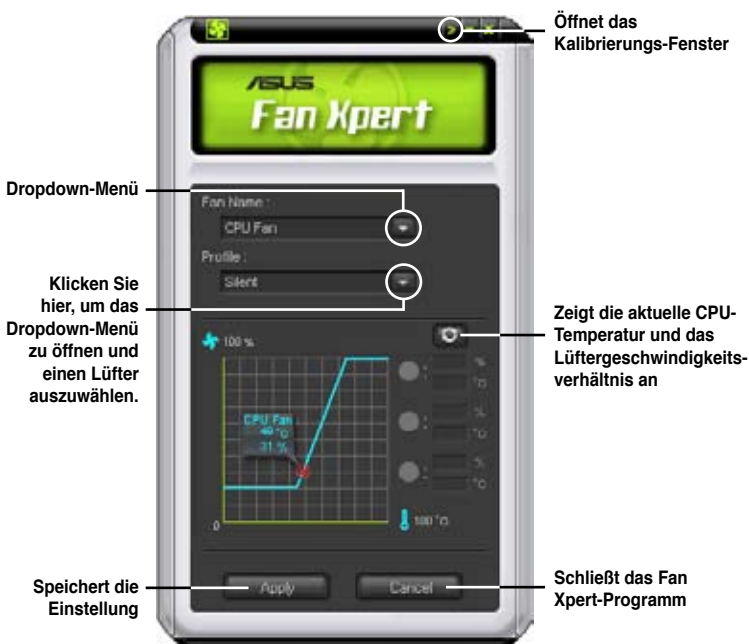 Öffnet das
Kalibrierungs-Fenster
ASUS
Fan Xpert
Dropdown-Menü
Fan Name :
CPU Fan
Profile :
Silent
Klicken Sie
hier, um das
Dropdown-Menü
zu öffnen und
einen Lüfter
auszuwählen.
Zeigt die aktuelle CPU-
Temperatur und das
Lüftergeschwindigkeits-
verhältnis an
100 %
: %
°C
: %
°C
: %
°C
CPU Fan
49 °C
31 %
0
100 °C
Speichert die
Einstellung
Apply
Cancel
Schließt das Fan
Xpert-Programm